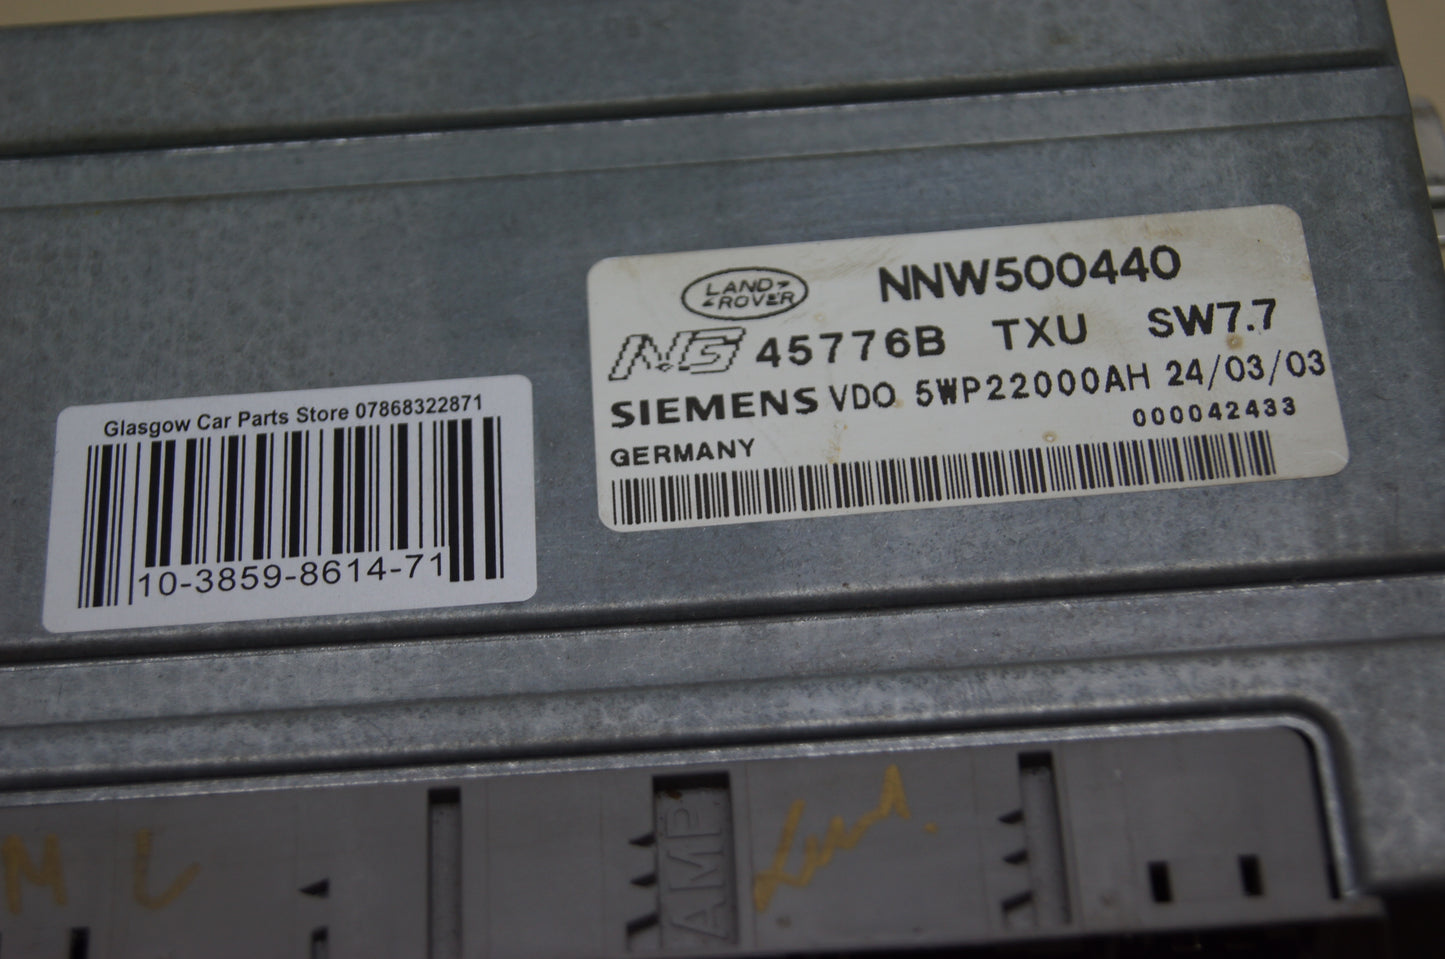 LAND ROVER
NNW500440
NG 45776B TXU SW7.7
SIEMENS VDO 5WP22000AH 24/03/03
GERMANY
000042433
Glasgow Car Parts Store 07868322871
10-3859-8614-71
AMP
M L